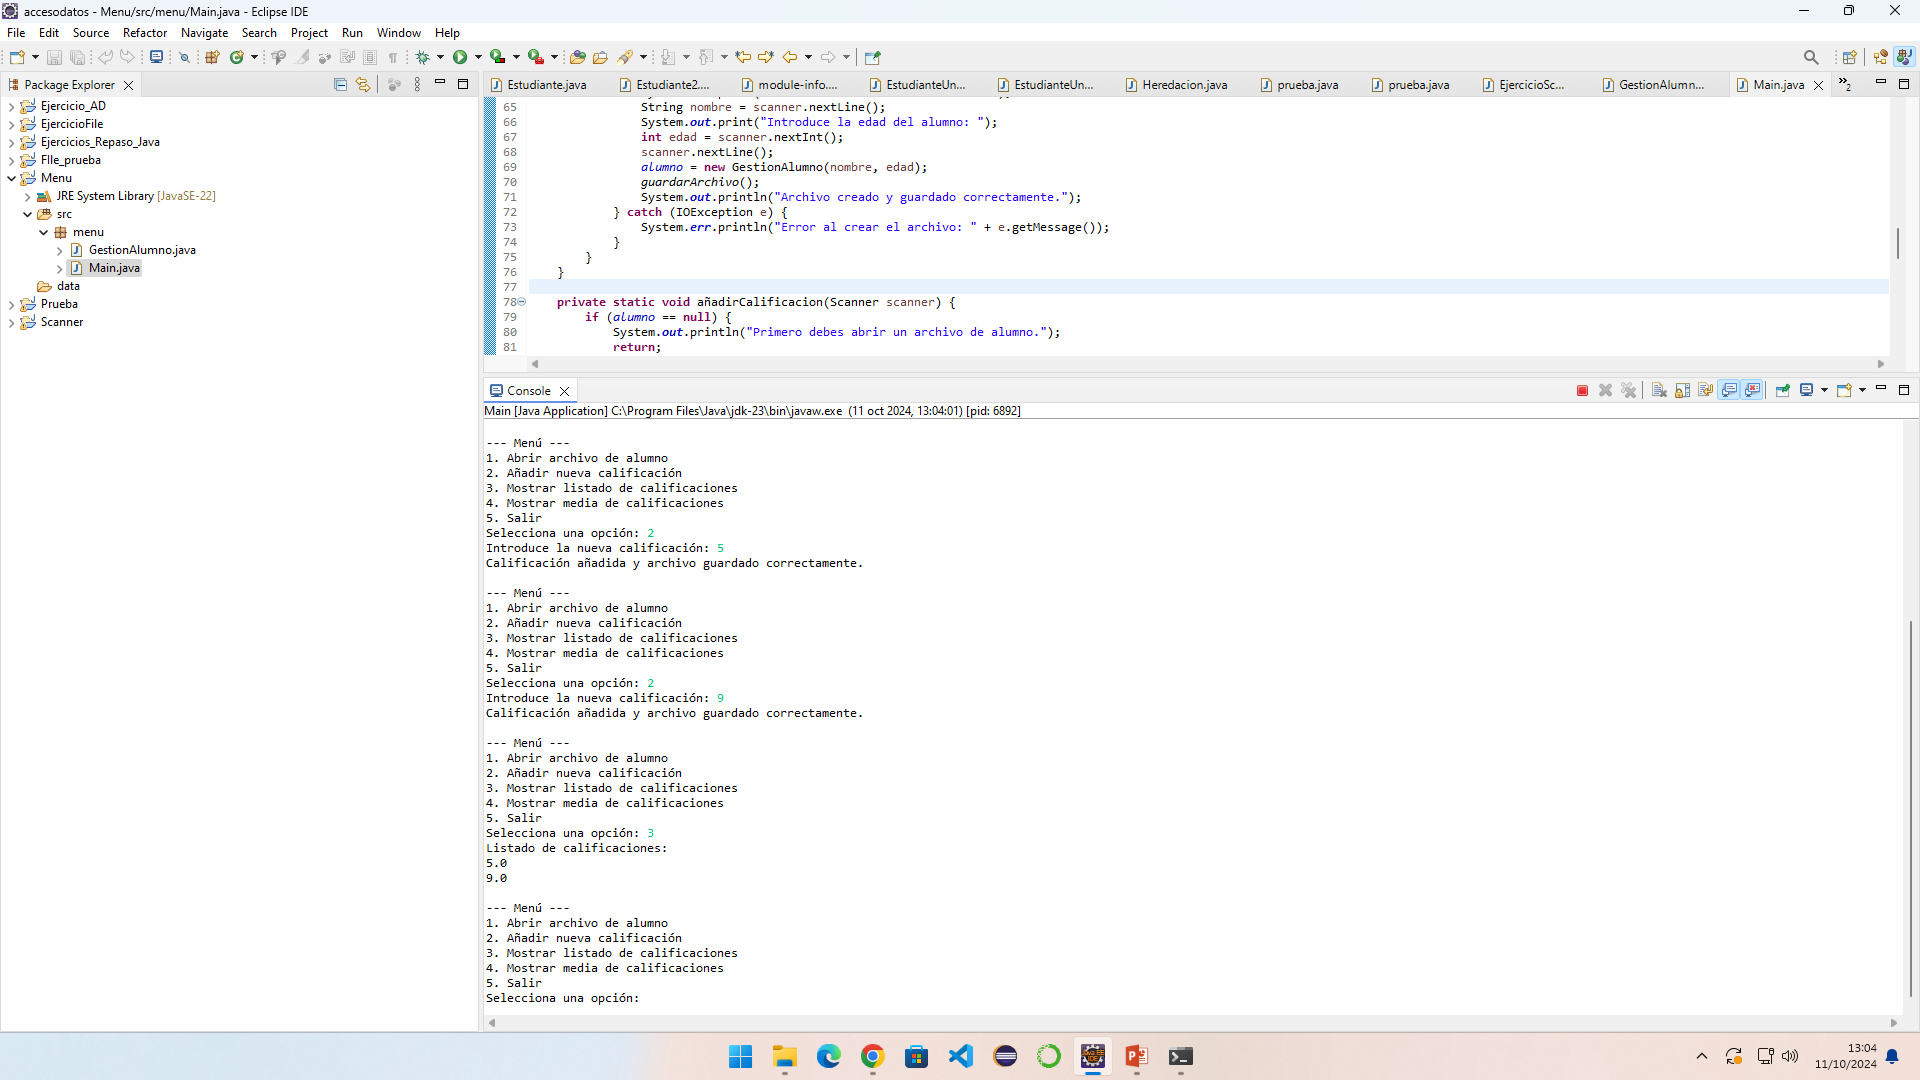 accesodatos - Menu/src/menu/Main.java - Eclipse IDE
File Edit Source Refactor Navigate Search Project Run Window Help
Package Explorer
Ejercicio_AD
EjercicioFile
Ejercicios_Repaso_Java
FIle_prueba
Menu
JRE System Library [JavaSE-22]
src
menu
GestionAlumno.java
Main.java
data
Prueba
Scanner
Estudiante.java Estudiante2.... module-info.... EstudianteUn... EstudianteUn... Heredacion.java prueba.java prueba.java EjercicioSc... GestionAlumn... Main.java 2
65 String nombre = scanner.nextLine();
66 System.out.print("Introduce la edad del alumno: ");
67 int edad = scanner.nextInt();
68 scanner.nextLine();
69 alumno = new GestionAlumno(nombre, edad);
70 guardarArchivo();
71 System.out.println("Archivo creado y guardado correctamente.");
72 } catch (IOException e) {
73 System.err.println("Error al crear el archivo: " + e.getMessage());
74 }
75 }
76 }
77
78 private static void añadirCalificacion(Scanner scanner) {
79 if (alumno == null) {
80 System.out.println("Primero debes abrir un archivo de alumno.");
81 return;
Console
Main [Java Application] C:\Program Files\Java\jdk-23\bin\javaw.exe (11 oct 2024, 13:04:01) [pid: 6892]
--- Menú ---
1. Abrir archivo de alumno
2. Añadir nueva calificación
3. Mostrar listado de calificaciones
4. Mostrar media de calificaciones
5. Salir
Selecciona una opción: 2
Introduce la nueva calificación: 5
Calificación añadida y archivo guardado correctamente.
--- Menú ---
1. Abrir archivo de alumno
2. Añadir nueva calificación
3. Mostrar listado de calificaciones
4. Mostrar media de calificaciones
5. Salir
Selecciona una opción: 2
Introduce la nueva calificación: 9
Calificación añadida y archivo guardado correctamente.
--- Menú ---
1. Abrir archivo de alumno
2. Añadir nueva calificación
3. Mostrar listado de calificaciones
4. Mostrar media de calificaciones
5. Salir
Selecciona una opción: 3
Listado de calificaciones:
5.0
9.0
--- Menú ---
1. Abrir archivo de alumno
2. Añadir nueva calificación
3. Mostrar listado de calificaciones
4. Mostrar media de calificaciones
5. Salir
Selecciona una opción:
13:04
11/10/2024